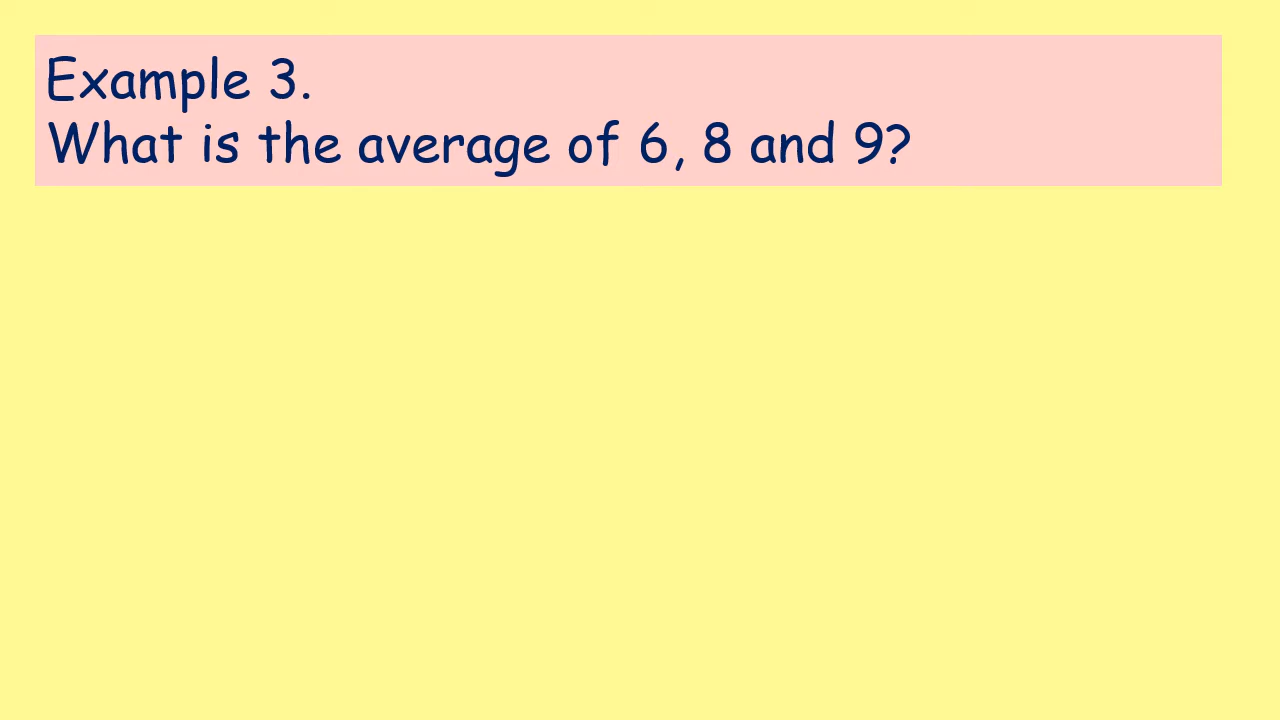 Example 3.
What is the average of 6, 8 and 9?